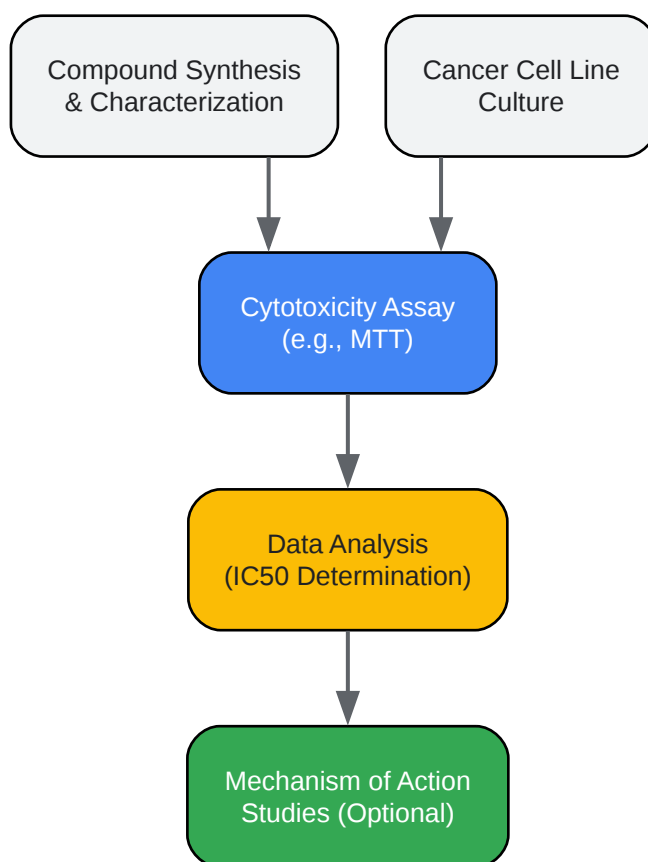 Compound Synthesis
& Characterization
Cancer Cell Line
Culture
Cytotoxicity Assay
(e.g., MTT)
Data Analysis
(IC50 Determination)
Mechanism of Action
Studies (Optional)